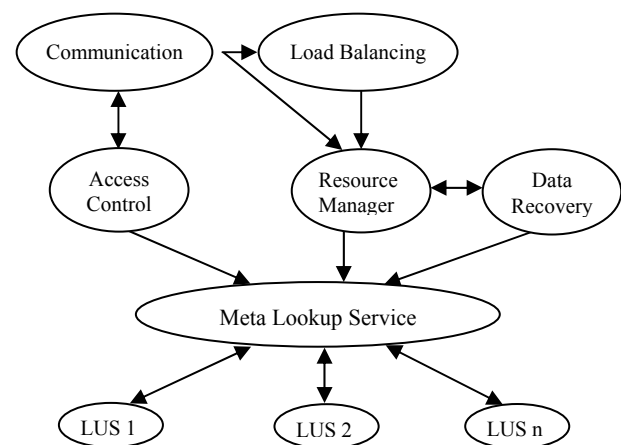 Communication
Load Balancing
Access
Control
Resource
Manager
Data
Recovery
Meta Lookup Service
LUS 1
LUS 2
LUS n